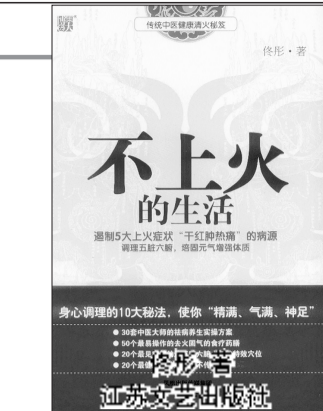 传统中医健康清火秘笈
佟彤·著
不上火
的生活
遏制5大上火症状“干红肿热痛”的病源
调理五脏六腑，培固元气增强体质
身心调理的10大秘法，使你“精满、气满、神足”
● 30套中医大师的祛病养生实操方案
● 50个最易操作的去火固气的食疗药膳
● 20个最
特效穴位
● 20个最
佟彤 著
江苏文艺出版社